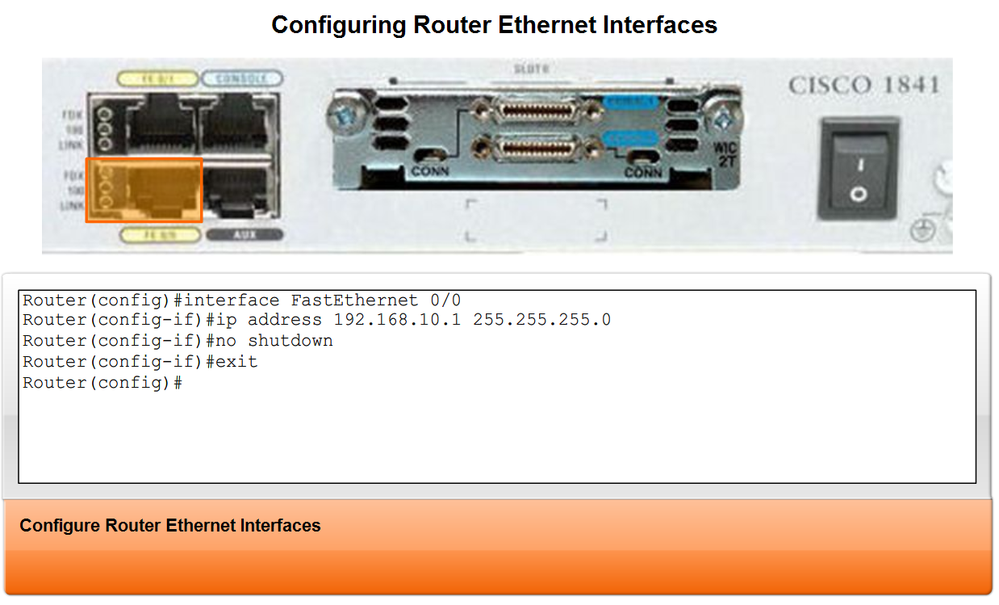 Configuring Router Ethernet Interfaces
SLOT 0
FE 0/1
CONSOLE
CISCO 1841
FDX
100
LINK
WIC
2T
CONN
CONN
FDX
100
LINK
FE 0/0
AUX
Router(config)#interface FastEthernet 0/0
Router(config-if)#ip address 192.168.10.1 255.255.255.0
Router(config-if)#no shutdown
Router(config-if)#exit
Router(config)#
Configure Router Ethernet Interfaces